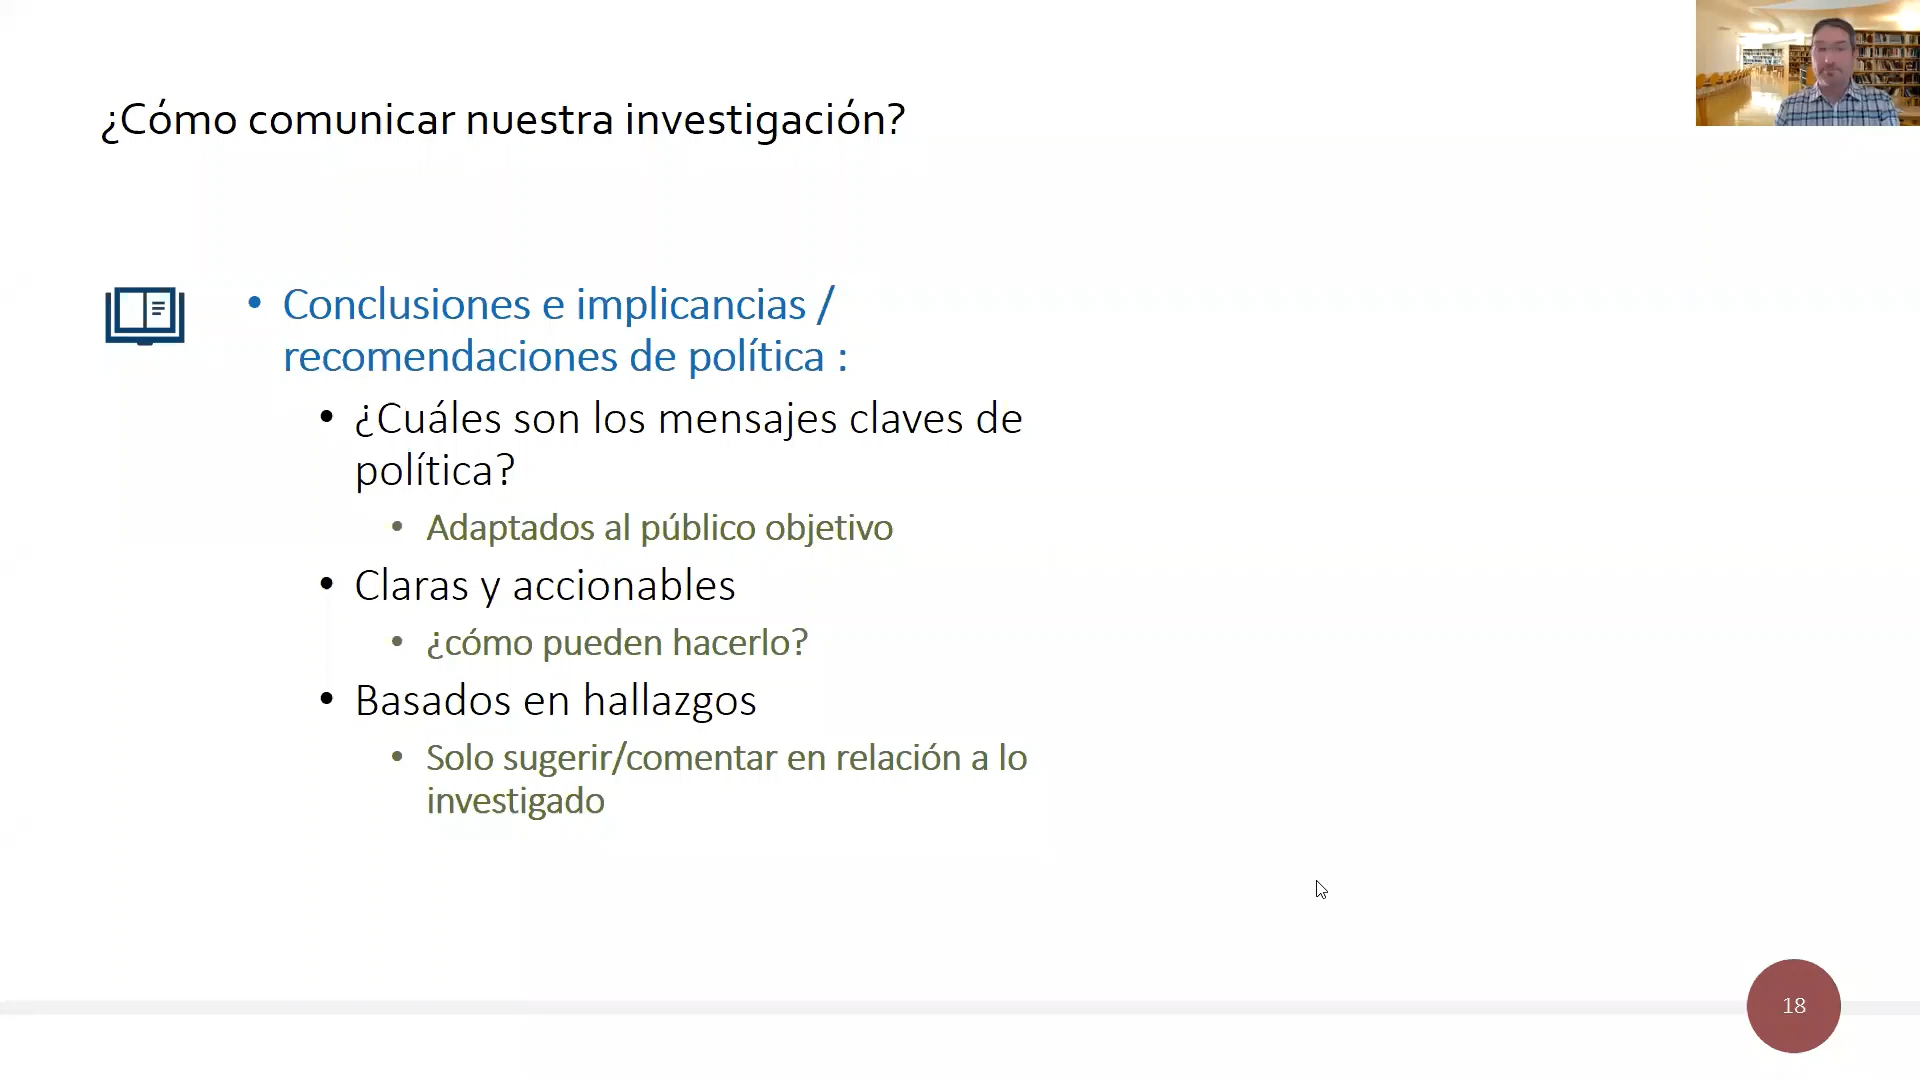 ¿Cómo comunicar nuestra investigación?
• Conclusiones e implicancias /
recomendaciones de política :
• ¿Cuáles son los mensajes claves de
política?
• Adaptados al público objetivo
• Claras y accionables
• ¿cómo pueden hacerlo?
• Basados en hallazgos
• Solo sugerir/comentar en relación a lo
investigado
18